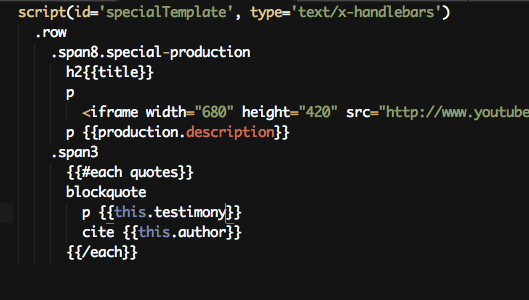 script(id='specialTemplate', type='text/x-handlebars')
.row
.span8.special-production
h2{{title}}
p
<iframe width="680" height="420" src="http://www.youtube
p {{production.description}}
.span3
{{#each quotes}}
blockquote
p {{this.testimony}}
cite {{this.author}}
{{/each}}